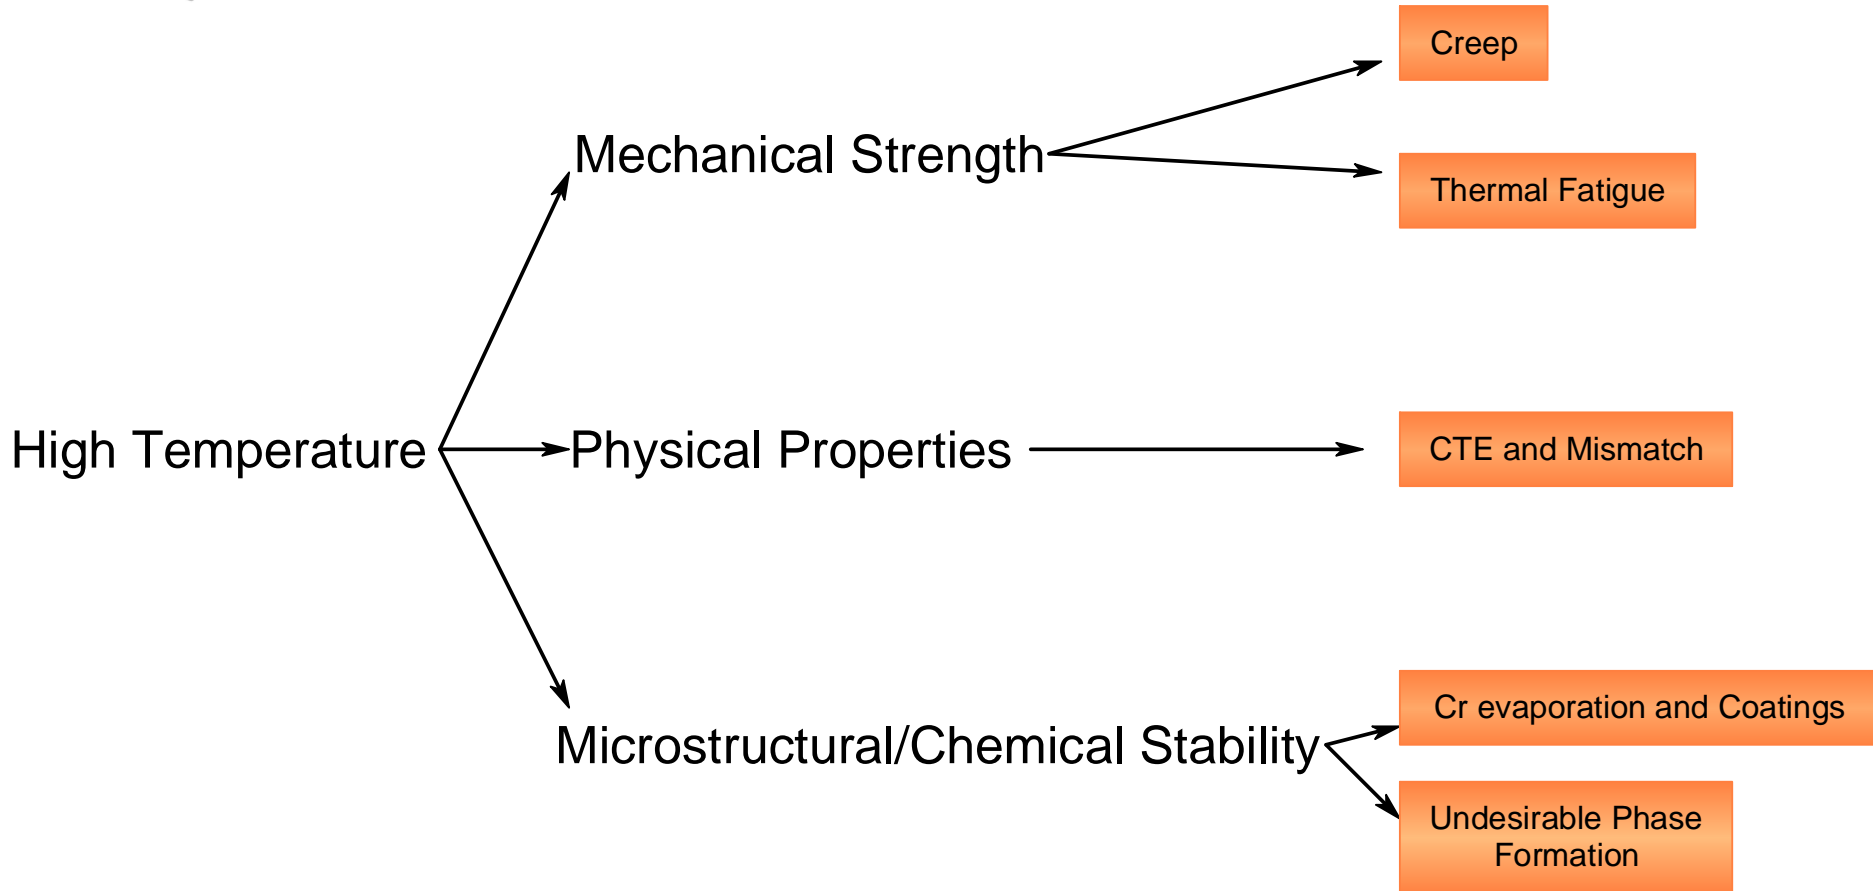 Creep
Mechanical Strength
Thermal Fatigue
High Temperature
Physical Properties
CTE and Mismatch
Cr evaporation and Coatings
Microstructural/Chemical Stability
Undesirable Phase
Formation